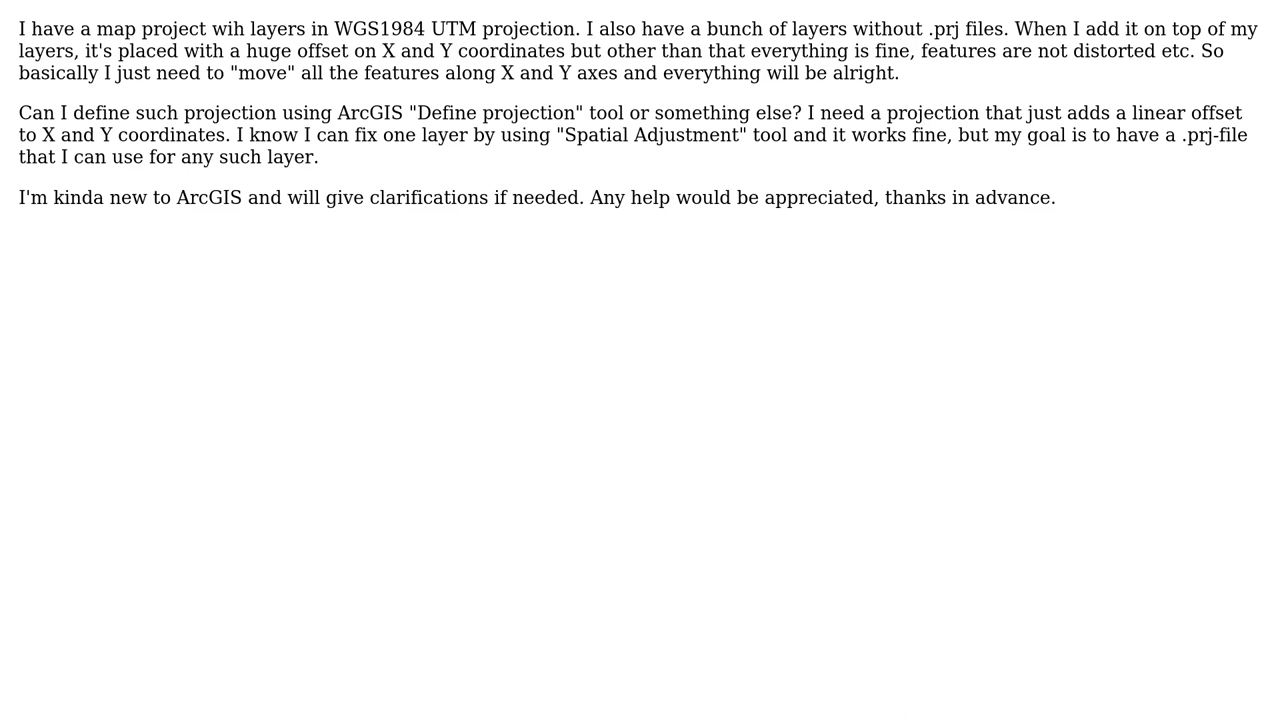 I have a map project wih layers in WGS1984 UTM projection. I also have a bunch of layers without .prj files. When I add it on top of my
layers, it's placed with a huge offset on X and Y coordinates but other than that everything is fine, features are not distorted etc. So
basically I just need to "move" all the features along X and Y axes and everything will be alright.
Can I define such projection using ArcGIS "Define projection" tool or something else? I need a projection that just adds a linear offset
to X and Y coordinates. I know I can fix one layer by using "Spatial Adjustment" tool and it works fine, but my goal is to have a .prj-file
that I can use for any such layer.
I'm kinda new to ArcGIS and will give clarifications if needed. Any help would be appreciated, thanks in advance.